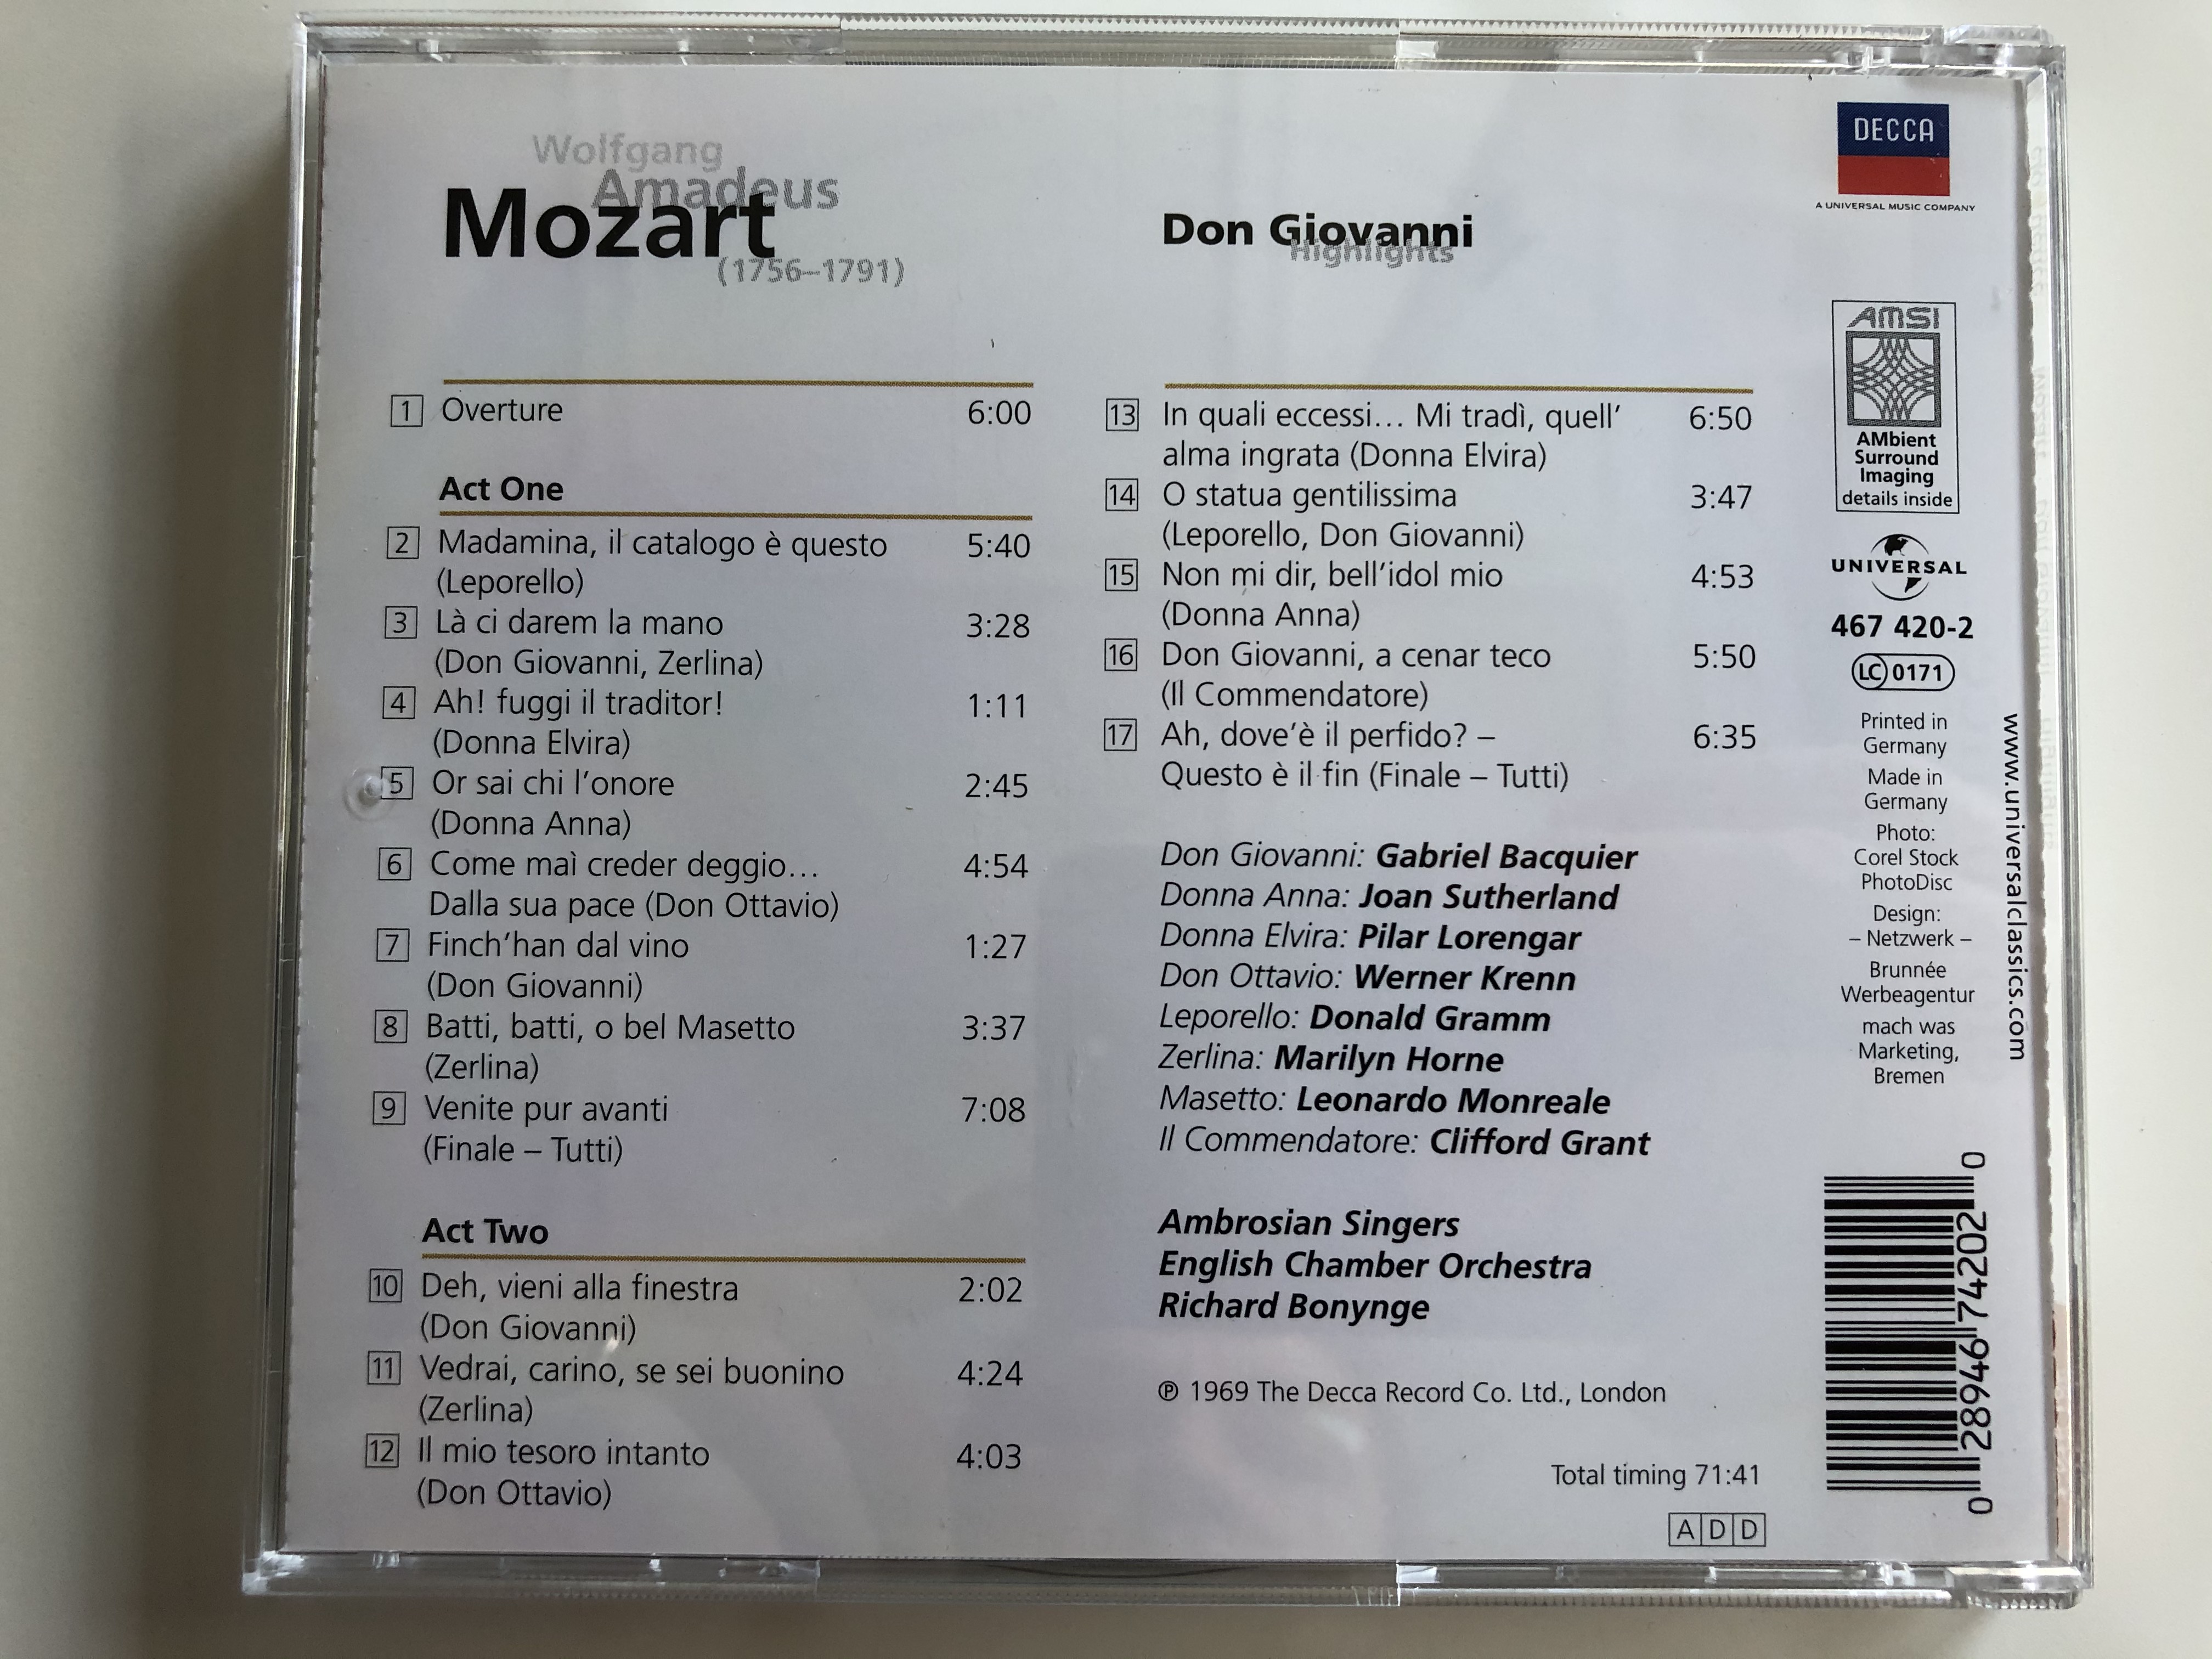 Wolfgang
Amadeus
Mozart
(1756–1791)
Don Giovanni
Highlights
1 Overture 6:00
Act One
2 Madamina, il catalogo è questo 5:40
(Leporello)
3 Là ci darem la mano 3:28
(Don Giovanni, Zerlina)
4 Ah! fuggi il traditor! 1:11
(Donna Elvira)
5 Or sai chi l'onore 2:45
(Donna Anna)
6 Come maì creder deggio... 4:54
Dalla sua pace (Don Ottavio)
7 Finch'han dal vino 1:27
(Don Giovanni)
8 Batti, batti, o bel Masetto 3:37
(Zerlina)
9 Venite pur avanti 7:08
(Finale – Tutti)
Act Two
10 Deh, vieni alla finestra 2:02
(Don Giovanni)
11 Vedrai, carino, se sei buonino 4:24
(Zerlina)
12 Il mio tesoro intanto 4:03
(Don Ottavio)
13 In quali eccessi... Mi tradì, quell' 6:50
alma ingrata (Donna Elvira)
14 O statua gentilissima 3:47
(Leporello, Don Giovanni)
15 Non mi dir, bell'idol mio 4:53
(Donna Anna)
16 Don Giovanni, a cenar teco 5:50
(Il Commendatore)
17 Ah, dove'è il perfido? – 6:35
Questo è il fin (Finale – Tutti)
Don Giovanni: Gabriel Bacquier
Donna Anna: Joan Sutherland
Donna Elvira: Pilar Lorengar
Don Ottavio: Werner Krenn
Leporello: Donald Gramm
Zerlina: Marilyn Horne
Masetto: Leonardo Monreale
Il Commendatore: Clifford Grant
Ambrosian Singers
English Chamber Orchestra
Richard Bonynge
℗ 1969 The Decca Record Co. Ltd., London
Total timing 71:41
A D D
DECCA
A UNIVERSAL MUSIC COMPANY
AMSI
AMbient
Surround
Imaging
details inside
UNIVERSAL
467 420-2
LC 0171
Printed in
Germany
Made in
Germany
Photo:
Corel Stock
PhotoDisc
Design:
– Netzwerk –
Brunnée
Werbeagentur
mach was
Marketing,
Bremen
www.universalclassics.com
0 28946 74202 0